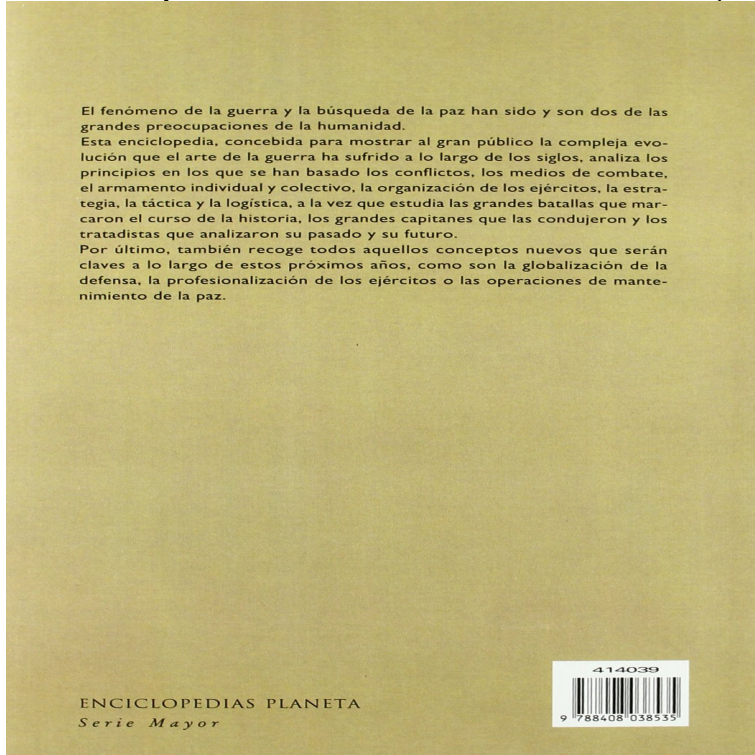 El fenómeno de la guerra y la búsqueda de la paz han sido y son dos de las
grandes preocupaciones de la humanidad.
Esta enciclopedia, concebida para mostrar al gran público la compleja evo-
lución que el arte de la guerra ha sufrido a lo largo de los siglos, analiza los
principios en los que se han basado los conflictos, los medios de combate,
el armamento individual y colectivo, la organización de los ejércitos, la estra-
tegia, la táctica y la logística, a la vez que estudia las grandes batallas que mar-
caron el curso de la historia, los grandes capitanes que las condujeron y los
tratadistas que analizaron su pasado y su futuro.
Por último, también recoge todos aquellos conceptos nuevos que serán
claves a lo largo de estos próximos años, como son la globalización de la
defensa, la profesionalización de los ejércitos o las operaciones de mante-
nimiento de la paz.
414039
9 788408 038535
ENCICLOPEDIAS PLANETA
Serie Mayor